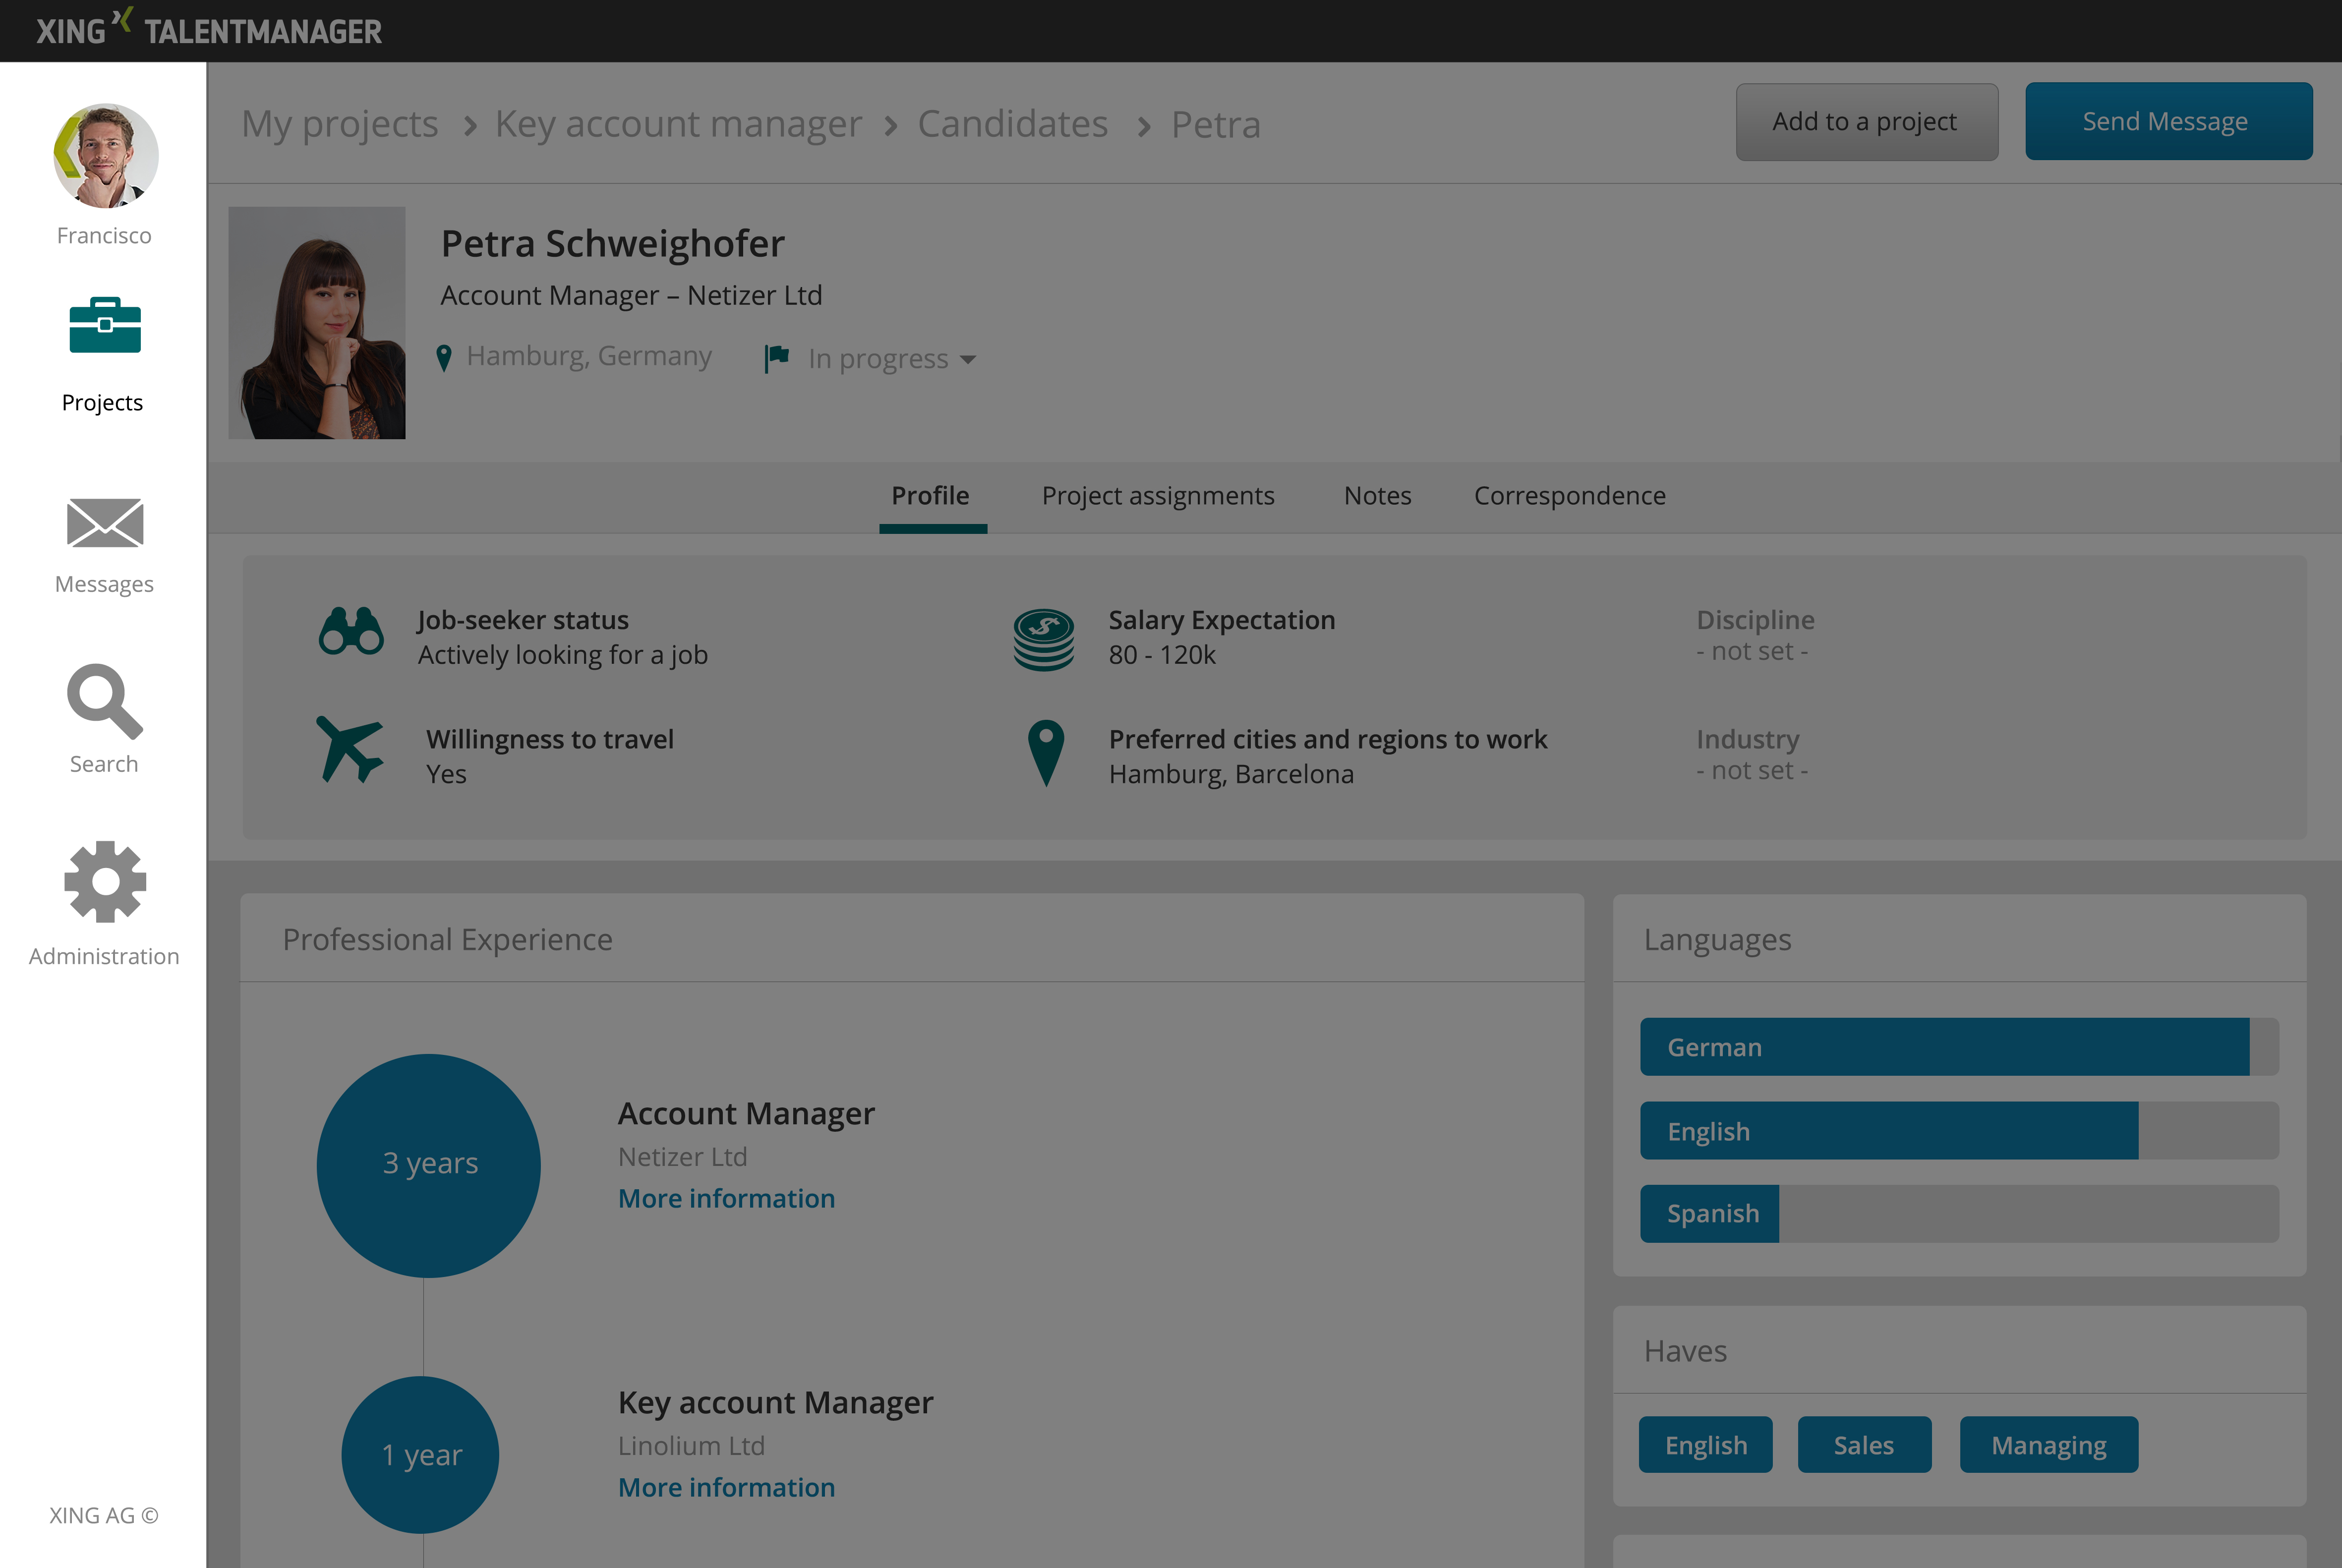 XING TALENTMANAGER
Francisco
Projects
Messages
Search
Administration
XING AG ©
My projects > Key account manager > Candidates > Petra
Add to a project
Send Message
Petra Schweighofer
Account Manager – Netizer Ltd
Hamburg, Germany
In progress
Profile
Project assignments
Notes
Correspondence
Job-seeker status
Actively looking for a job
Salary Expectation
80 - 120k
Discipline
- not set -
Willingness to travel
Yes
Preferred cities and regions to work
Hamburg, Barcelona
Industry
- not set -
Professional Experience
3 years
Account Manager
Netizer Ltd
More information
1 year
Key account Manager
Linolium Ltd
More information
Languages
German
English
Spanish
Haves
English
Sales
Managing